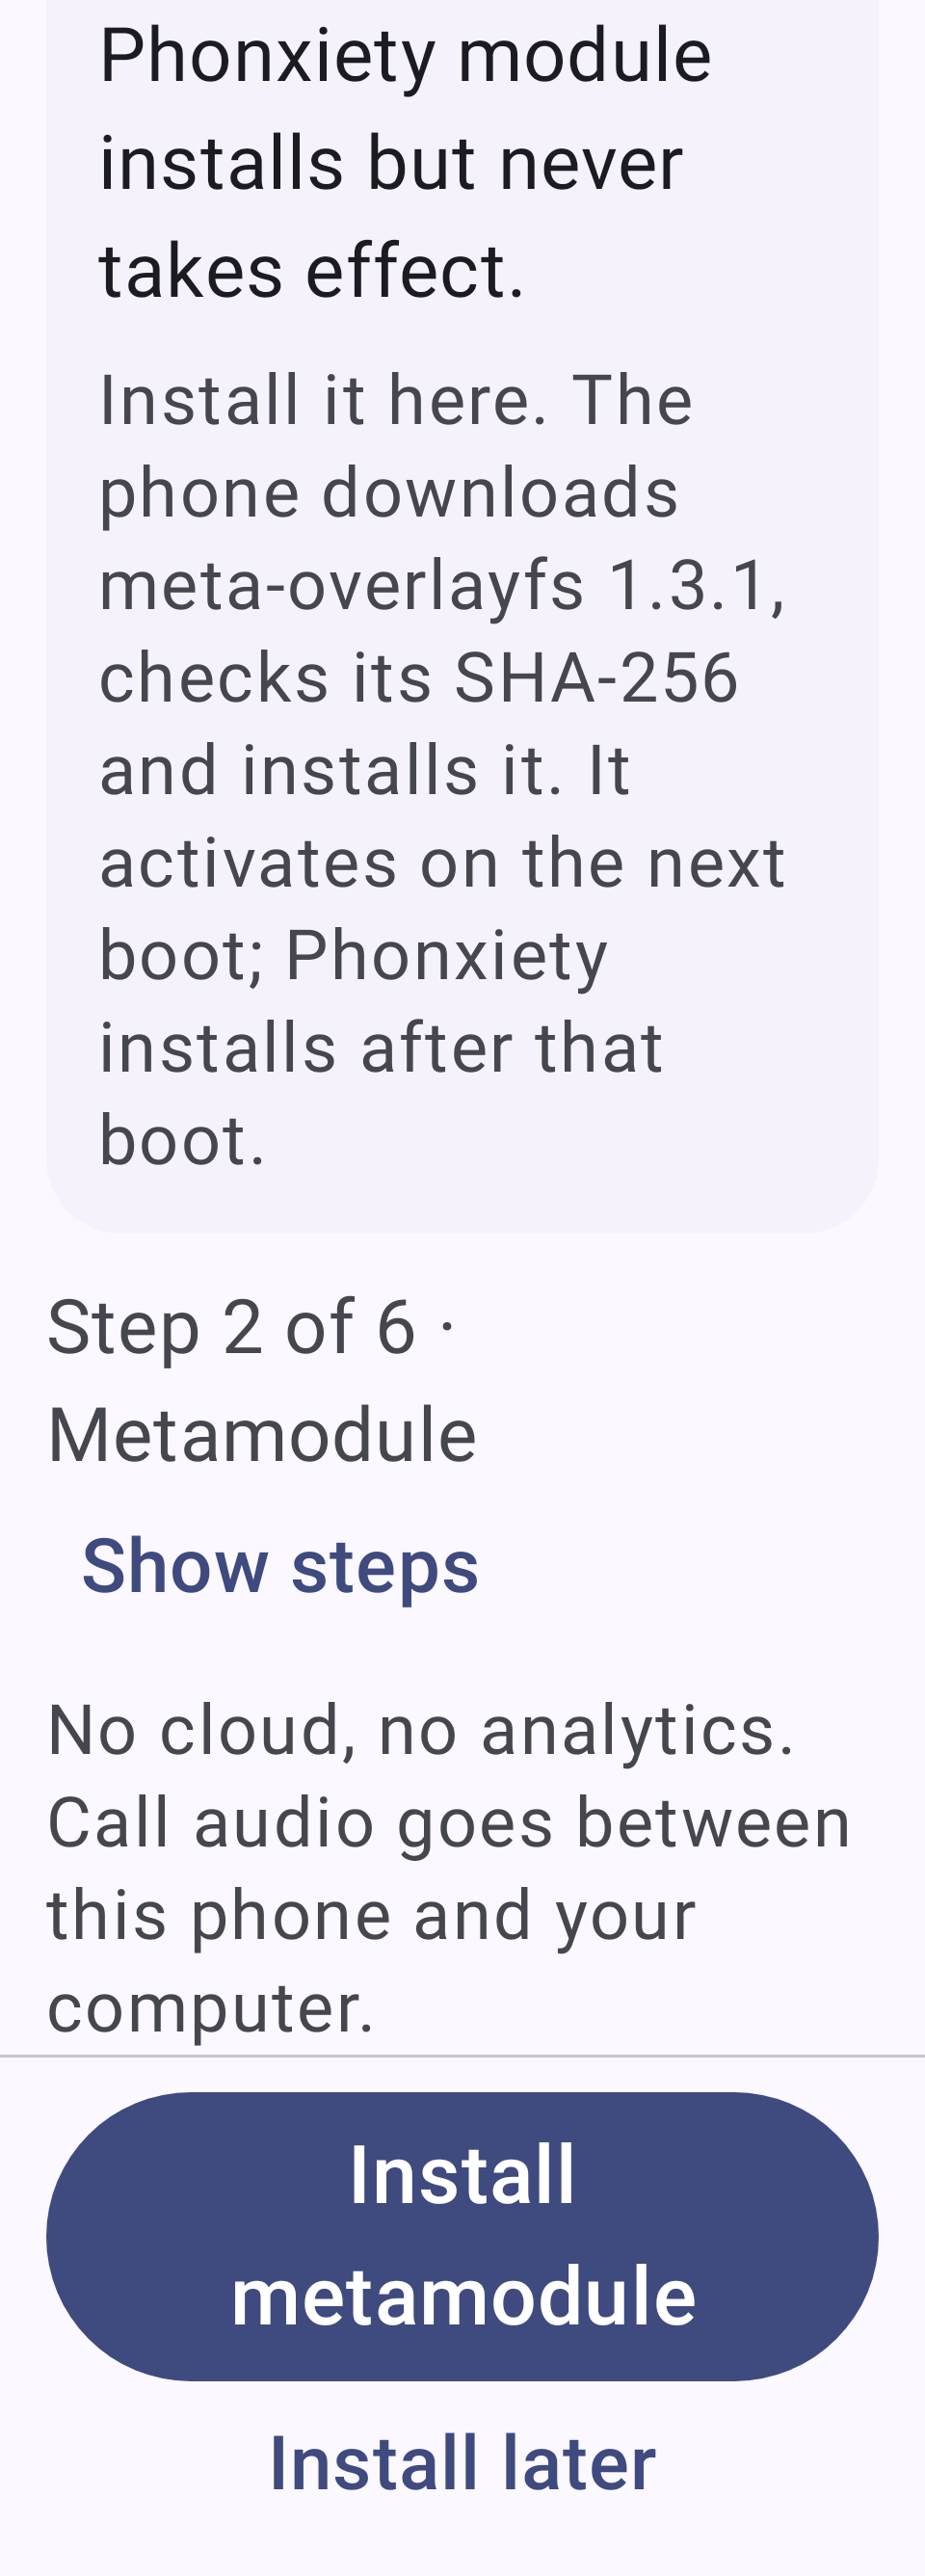 Phonxiety module
installs but never
takes effect.
Install it here. The
phone downloads
meta-overlayfs 1.3.1,
checks its SHA-256
and installs it. It
activates on the next
boot; Phonxiety
installs after that
boot.
Step 2 of 6 ·
Metamodule
Show steps
No cloud, no analytics.
Call audio goes between
this phone and your
computer.
Install
metamodule
Install later